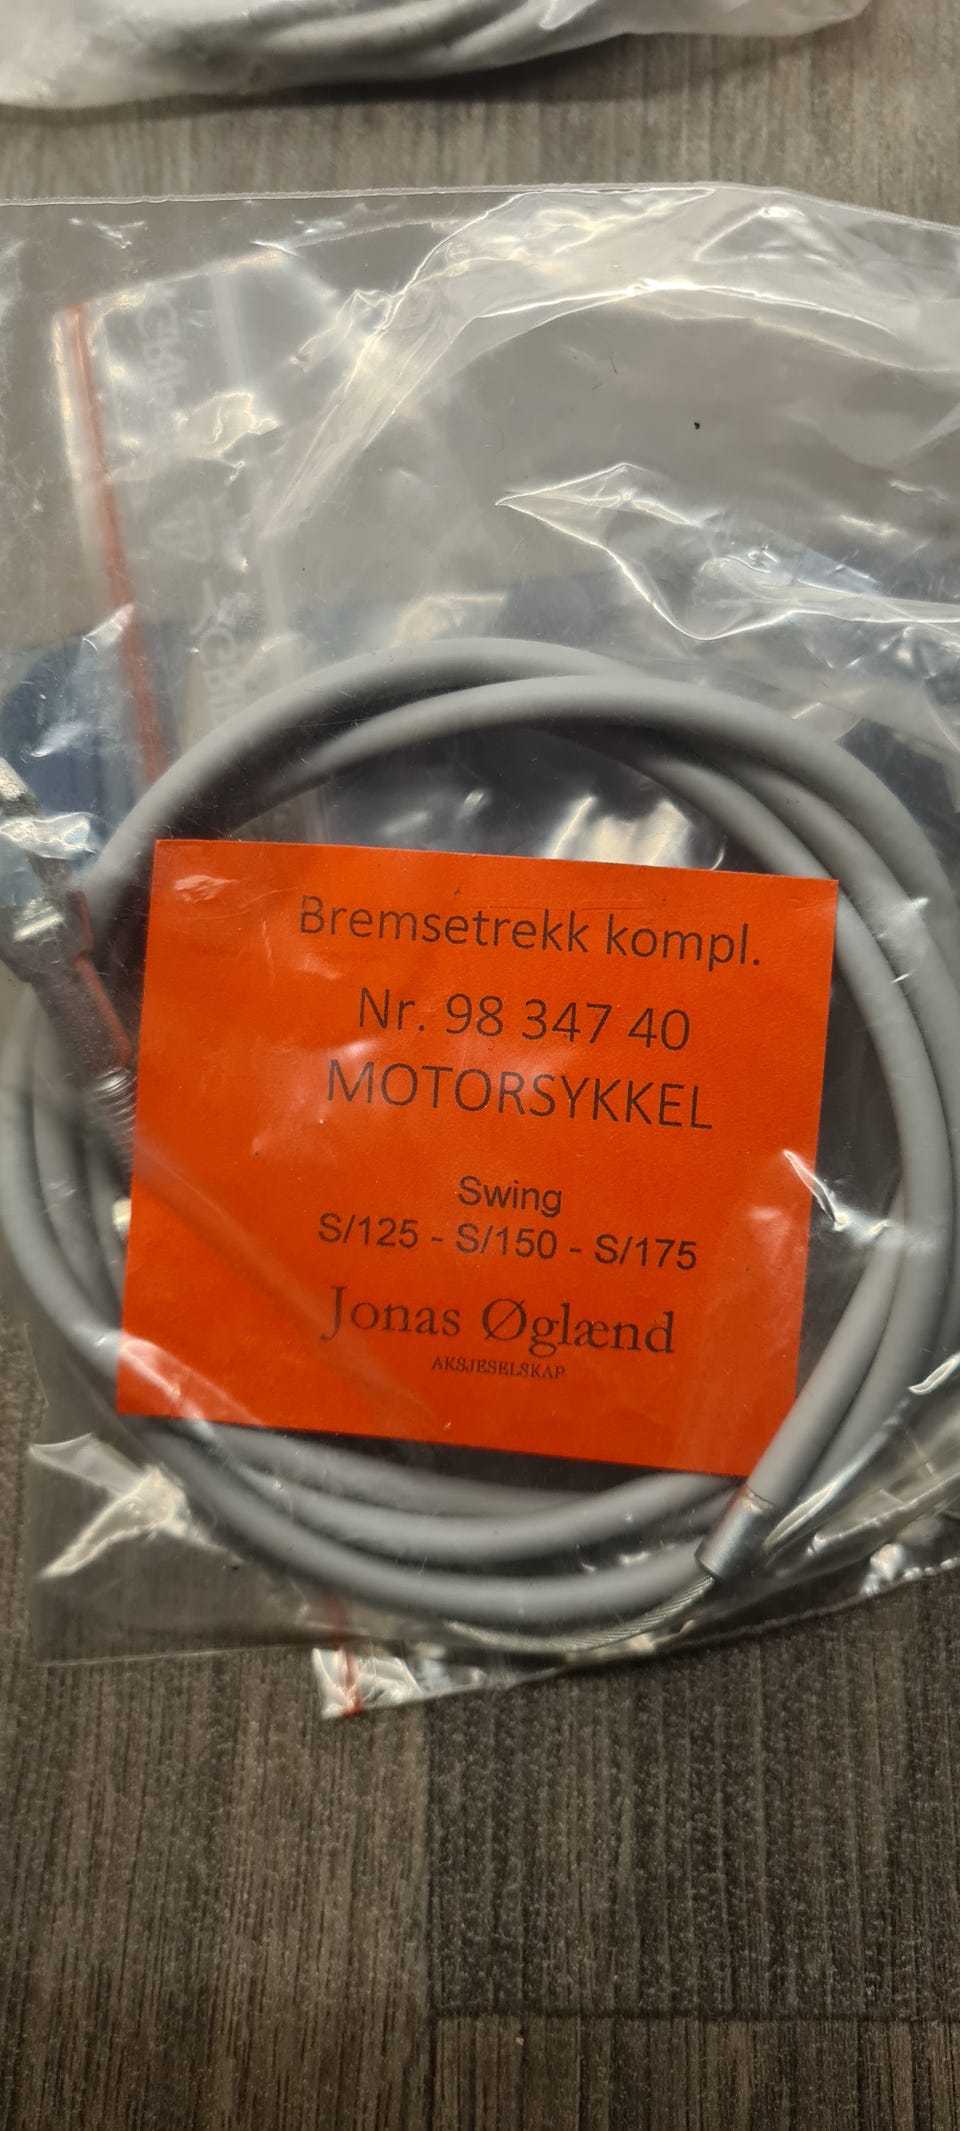 Bremsetrekk kompl.
Nr. 98 347 40
MOTORSYKKEL
Swing
S/125 - S/150 - S/175
Jonas Øglænd
AKSJESELSKAP